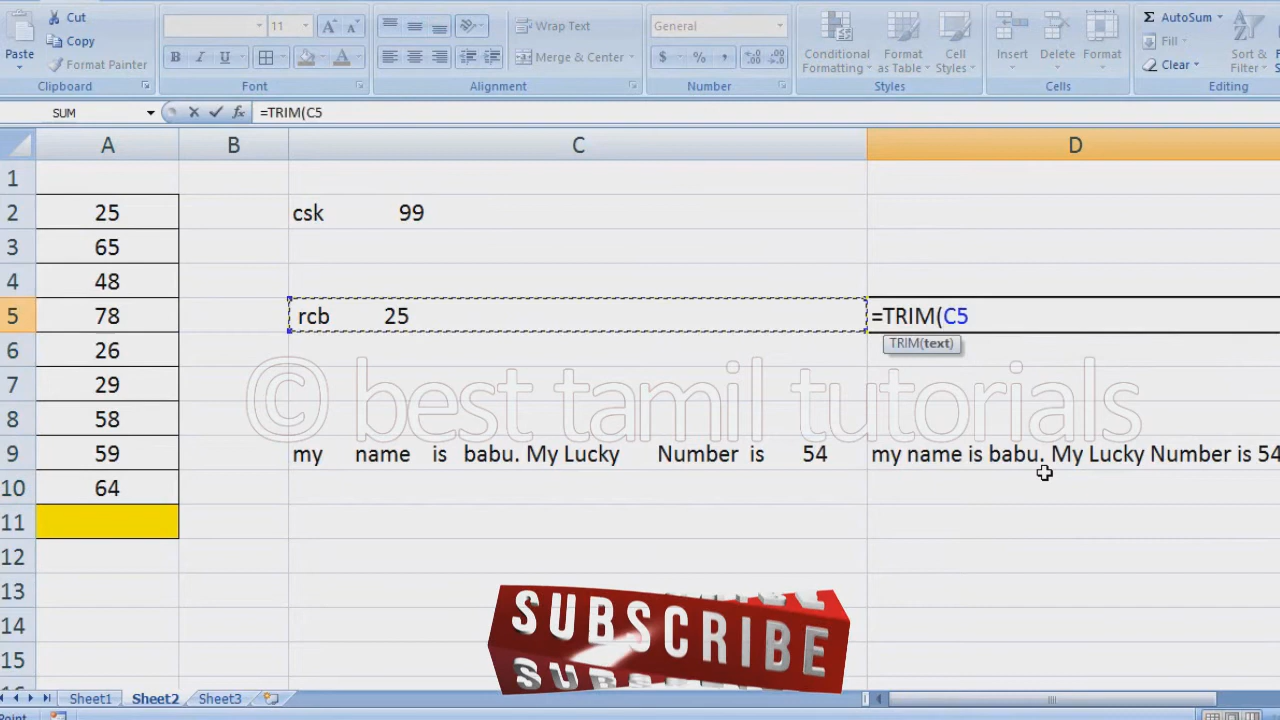 Cut
Copy
Format Painter
Paste
Clipboard
11
A A
B I U
A
Font
Wrap Text
Merge & Center
Alignment
General
$ % ,
Number
Conditional Formatting
Format as Table
Cell Styles
Styles
Insert
Delete
Format
Cells
Σ AutoSum
Fill
Clear
Sort &
Filter
Editing
SUM
fx
=TRIM(C5
A B C D
1
2 25 csk 99
3 65
4 48
5 78 rcb 25 =TRIM(C5
TRIM(text)
6 26
7 29
8 58
© best tamil tutorials
9 59 my name is babu. My Lucky Number is 54 my name is babu. My Lucky Number is 54
10 64
11
12
13
14
15
SUBSCRIBE
Sheet1 Sheet2 Sheet3
Point